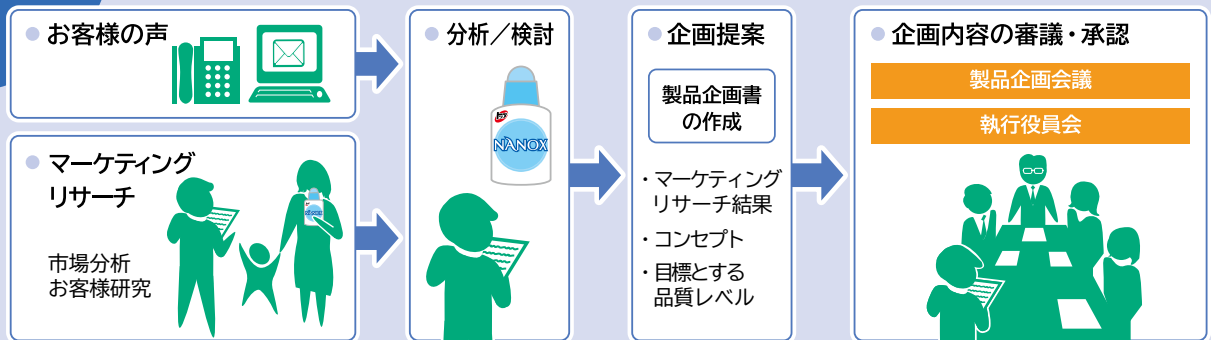 お客様の声
マーケティング
リサーチ
市場分析
お客様研究
分析／検討
トップ
NANOX
NANOX
企画提案
製品企画書
の作成
・マーケティング
リサーチ結果
・コンセプト
・目標とする
品質レベル
企画内容の審議・承認
製品企画会議
執行役員会